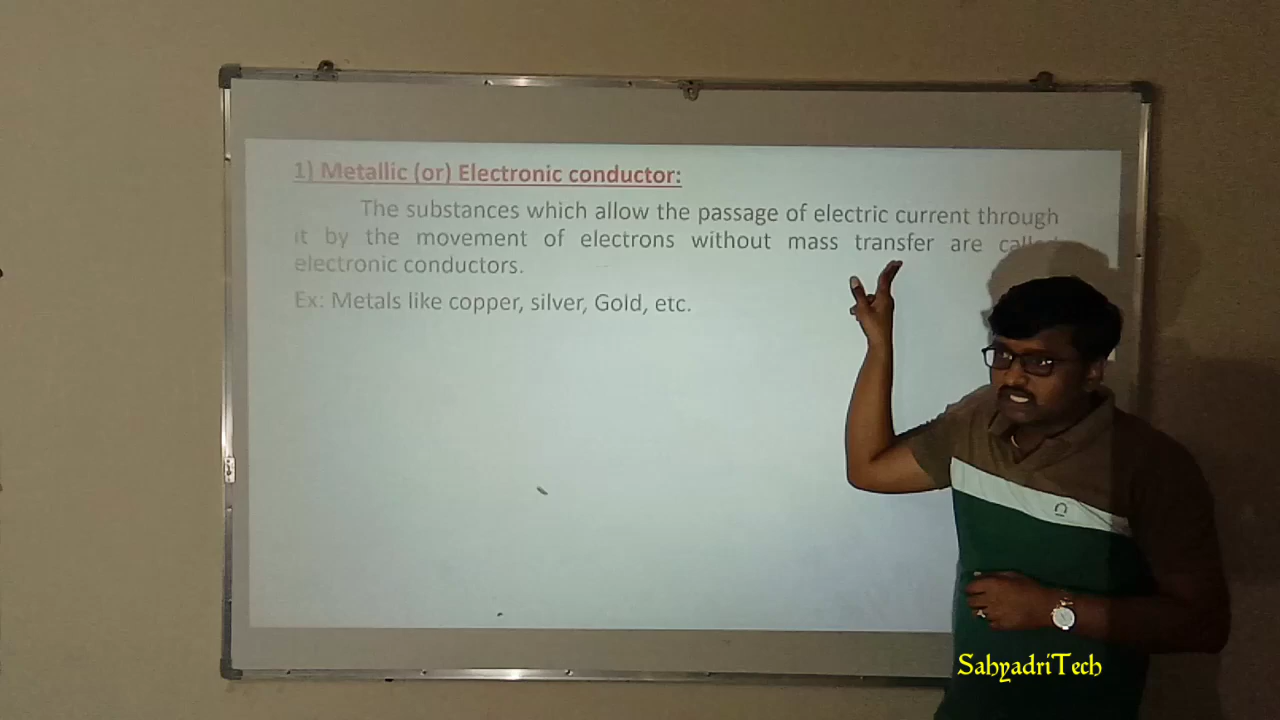 1) Metallic (or) Electronic conductor:
The substances which allow the passage of electric current through
it by the movement of electrons without mass transfer are called
electronic conductors.
Ex: Metals like copper, silver, Gold, etc.
SahyadriTech